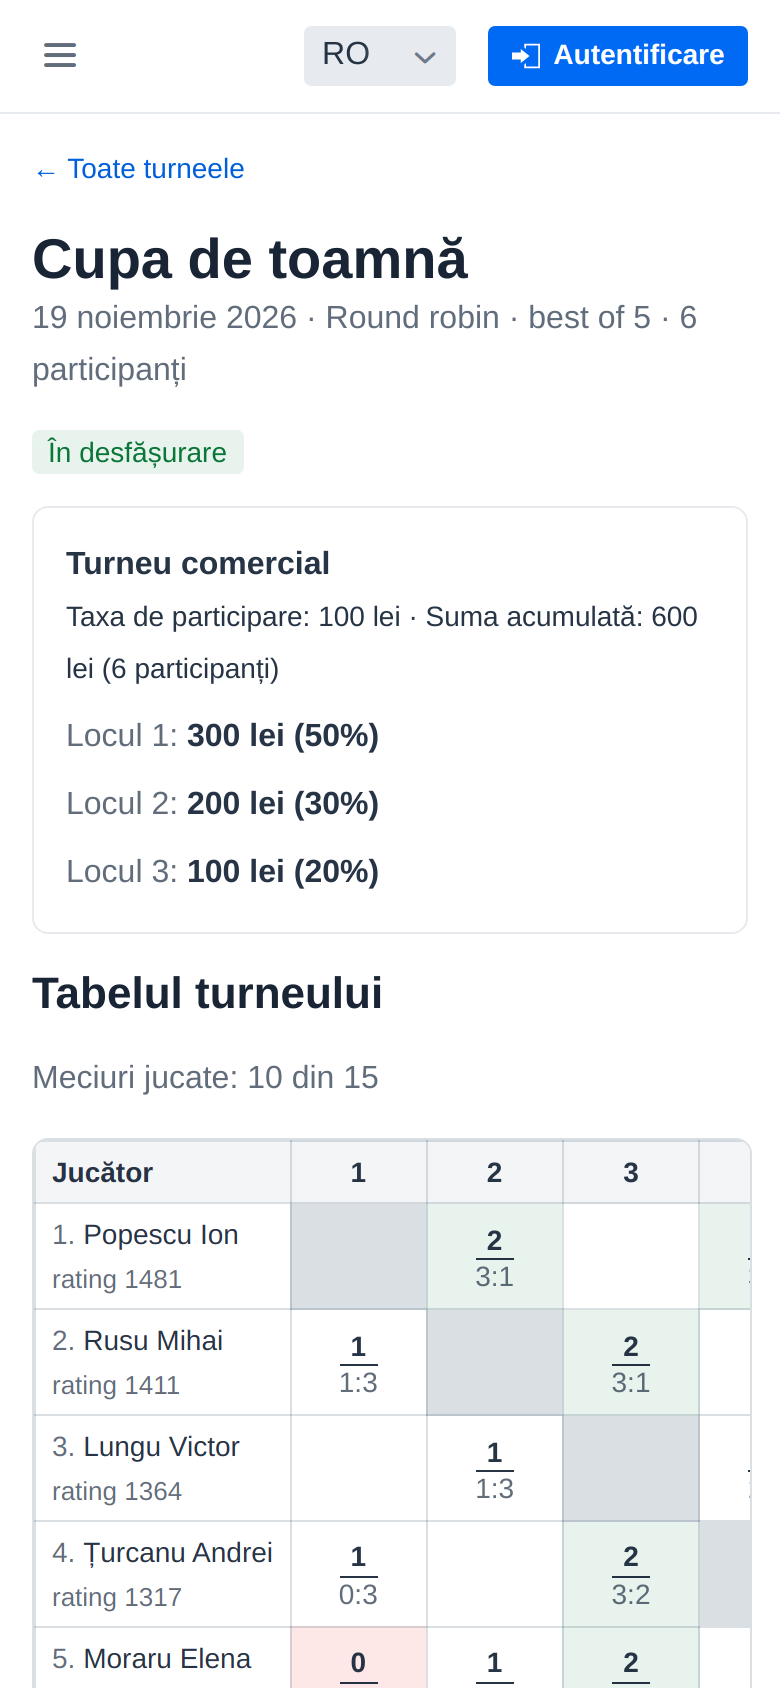 RO
Autentificare
← Toate turneele
Cupa de toamnă
19 noiembrie 2026 · Round robin · best of 5 · 6
participanți
În desfășurare
Turneu comercial
Taxa de participare: 100 lei · Suma acumulată: 600
lei (6 participanți)
Locul 1: 300 lei (50%)
Locul 2: 200 lei (30%)
Locul 3: 100 lei (20%)
Tabelul turneului
Meciuri jucate: 10 din 15
Jucător 1 2 3
1. Popescu Ion 2
rating 1481 3:1
2. Rusu Mihai 1 2
rating 1411 1:3 3:1
3. Lungu Victor 1
rating 1364 1:3
4. Țurcanu Andrei 1 2
rating 1317 0:3 3:2
5. Moraru Elena 0 1 2